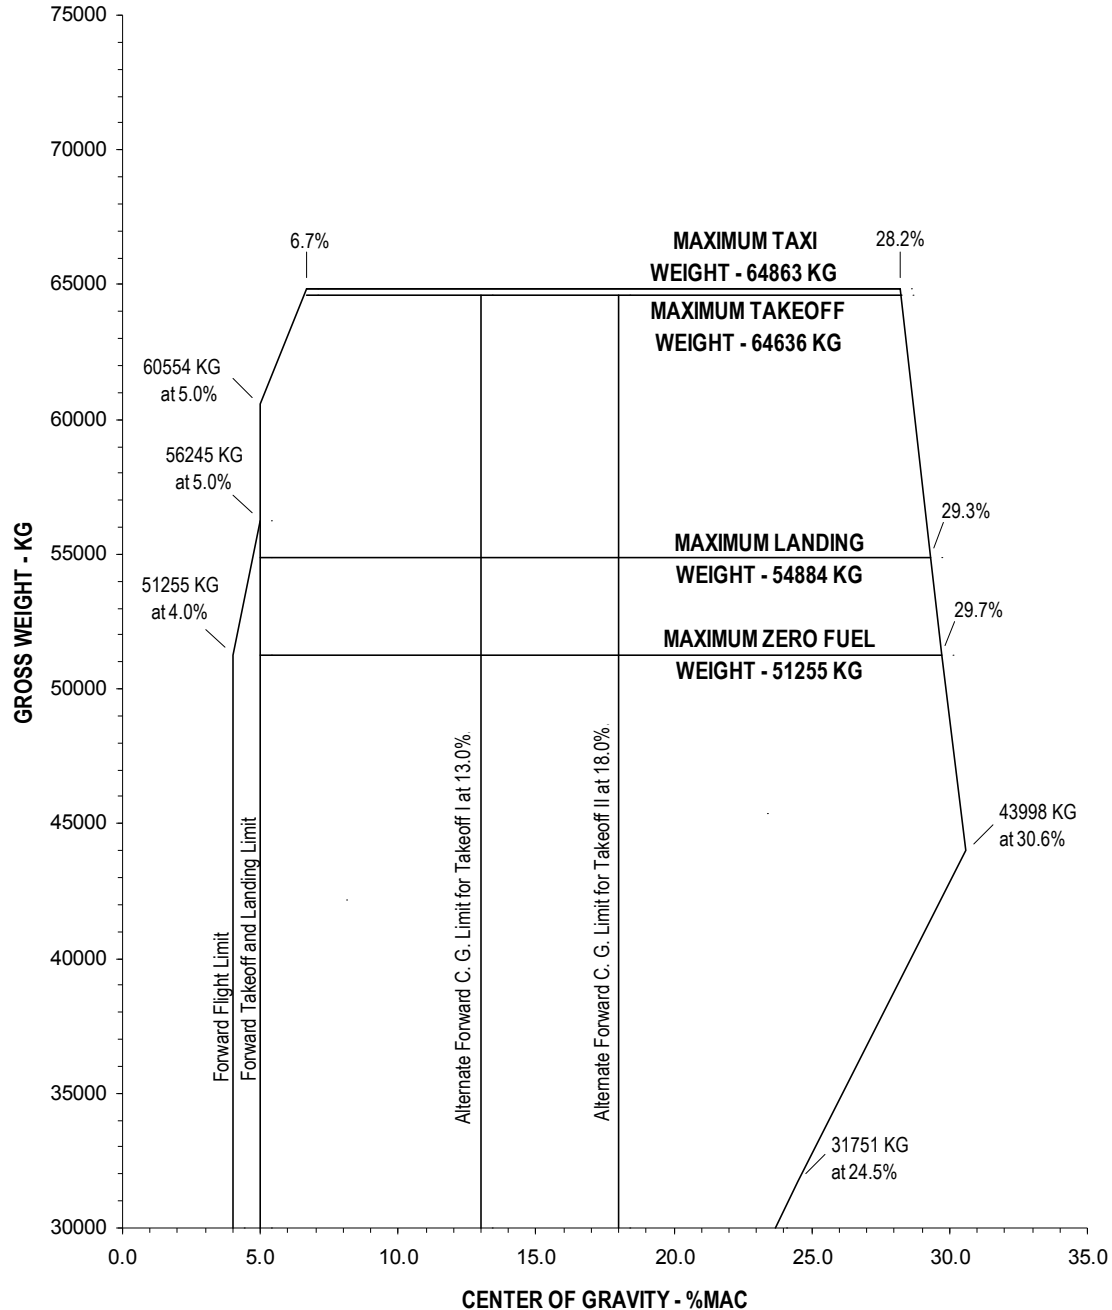 75000
70000
6.7%
MAXIMUM TAXI
WEIGHT - 64863 KG
28.2%
65000
MAXIMUM TAKEOFF
WEIGHT - 64636 KG
60554 KG
at 5.0%
60000
56245 KG
at 5.0%
29.3%
55000
MAXIMUM LANDING
WEIGHT - 54884 KG
51255 KG
at 4.0%
29.7%
MAXIMUM ZERO FUEL
WEIGHT - 51255 KG
50000
GROSS WEIGHT - KG
45000
43998 KG
at 30.6%
Forward Flight Limit
Forward Takeoff and Landing Limit
Alternate Forward C. G. Limit for Takeoff I at 13.0%
Alternate Forward C. G. Limit for Takeoff II at 18.0%
40000
35000
31751 KG
at 24.5%
30000
0.0 5.0 10.0 15.0 20.0 25.0 30.0 35.0
CENTER OF GRAVITY - %MAC